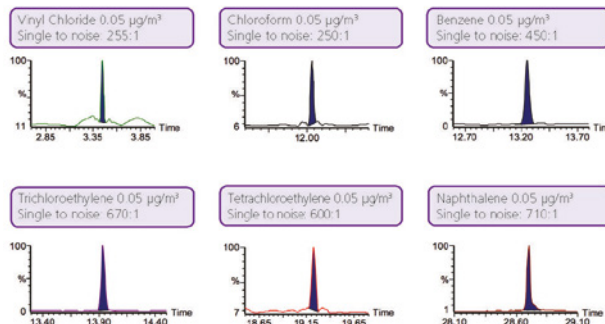 Vinyl Chloride 0.05 µg/m³
Single to noise: 255:1
Chloroform 0.05 µg/m³
Single to noise: 250:1
Benzene 0.05 µg/m³
Single to noise: 450:1
100
%
11
2.85 3.35 3.85 Time
100
%
6
12.00 Time
100
%
0
12.70 13.20 13.70 Time
Trichloroethylene 0.05 µg/m³
Single to noise: 670:1
Tetrachloroethylene 0.05 µg/m³
Single to noise: 600:1
Naphthalene 0.05 µg/m³
Single to noise: 710:1
100
%
0
13.40 13.90 14.40 Time
100
%
7
18.65 19.15 19.65 Time
100
%
1
28.10 28.60 29.10 Time